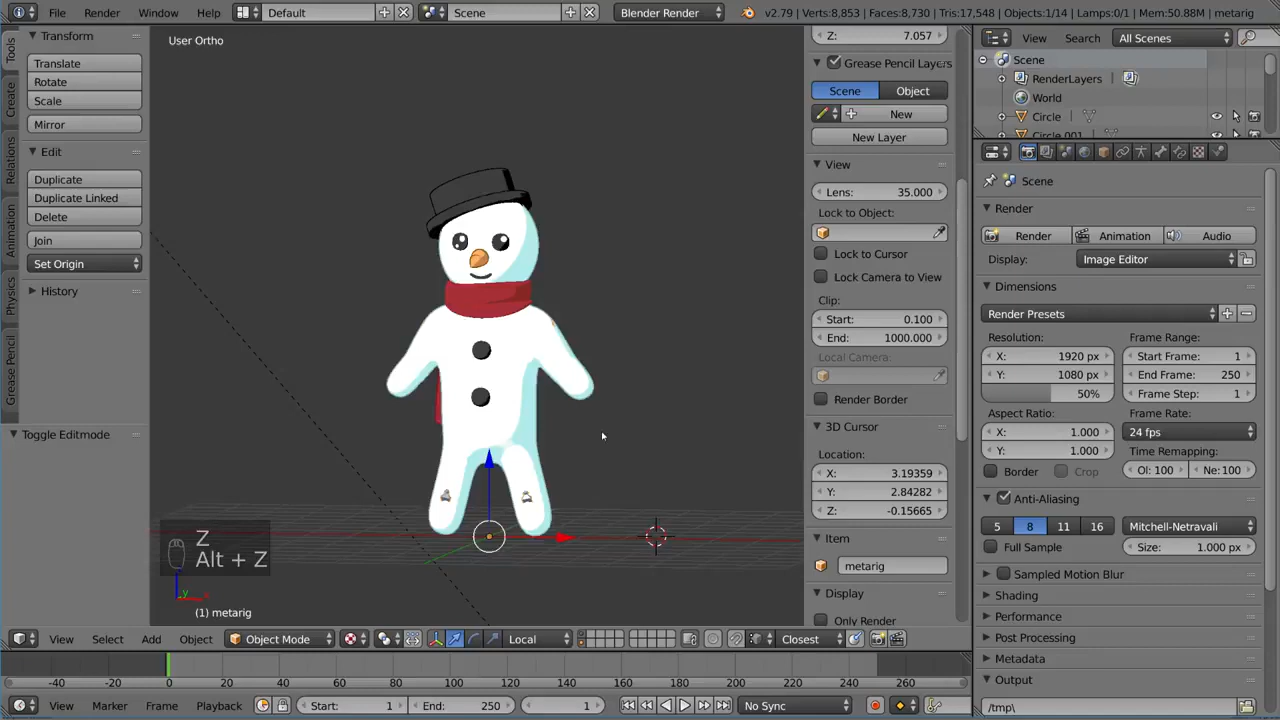 File Render Window Help Default Scene Blender Render v2.79 | Verts:8,853 | Faces:8,730 | Tris:17,548 | Objects:1/14 | Lamps:0/1 | Mem:50.88M | metarig
Tools
Create
Relations
Animation
Physics
Grease Pencil
Transform
Translate
Rotate
Scale
Mirror
Edit
Duplicate
Duplicate Linked
Delete
Join
Set Origin
History
Toggle Editmode
User Ortho
Z
Alt + Z
y
x
(1) metarig
Z: 7.057
Grease Pencil Layers
Scene Object
New
New Layer
View
Lens: 35.000
Lock to Object:
Lock to Cursor
Lock Camera to View
Clip:
Start: 0.100
End: 1000.000
Local Camera:
Render Border
3D Cursor
Location:
X: 3.19359
Y: 2.84282
Z: -0.15665
Item
metarig
Display
Only Render
View Search All Scenes
Scene
RenderLayers
World
Circle
Circle.001
Scene
Render
Render Animation Audio
Display: Image Editor
Dimensions
Render Presets
Resolution: Frame Range:
X: 1920 px Start Frame: 1
Y: 1080 px End Frame: 250
50% Frame Step: 1
Aspect Ratio: Frame Rate:
X: 1.000 24 fps
Y: 1.000 Time Remapping:
Border Crop Ol: 100 Ne:100
Anti-Aliasing
5 8 11 16 Mitchell-Netravali
Full Sample Size: 1.000 px
Sampled Motion Blur
Shading
Performance
Post Processing
Metadata
Output
/tmp\
View Select Add Object Object Mode Local Closest
-40 -20 0 20 40 60 80 100 120 140 160 180 200 220 240 260
View Marker Frame Playback Start: 1 End: 250 1 No Sync